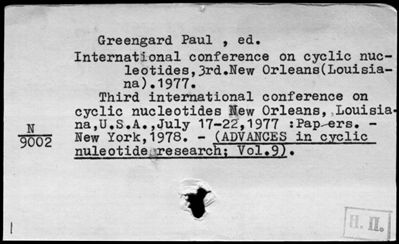 Greengard Paul , ed.
International conference on cyclic nuc-
leotides,3rd.New Orleans(Louisia-
na).1977.
Third international conference on
cyclic nucleotides New Orleans, Louisia-
na,U.S.A.,July 17-22,1977 :Papers. -
N
9002
New York,1978. - (ADVANCES in cyclic
nuleotide research; Vol.9).
Н. П.